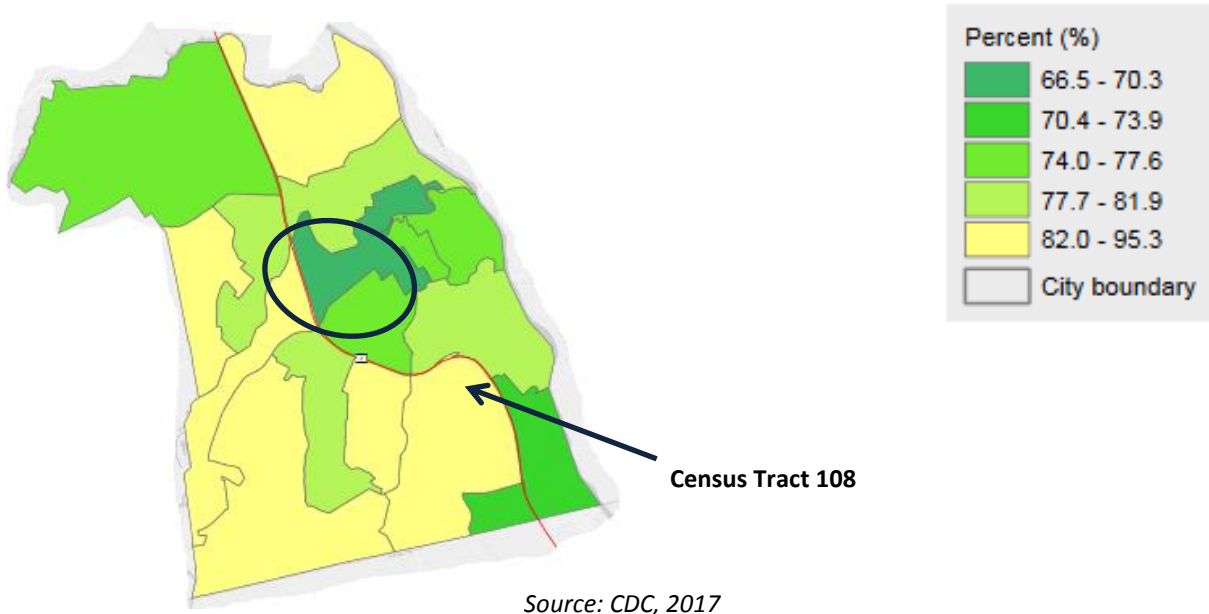 Percent (%)
66.5 - 70.3
70.4 - 73.9
74.0 - 77.6
77.7 - 81.9
82.0 - 95.3
City boundary
Census Tract 108
Source: CDC, 2017